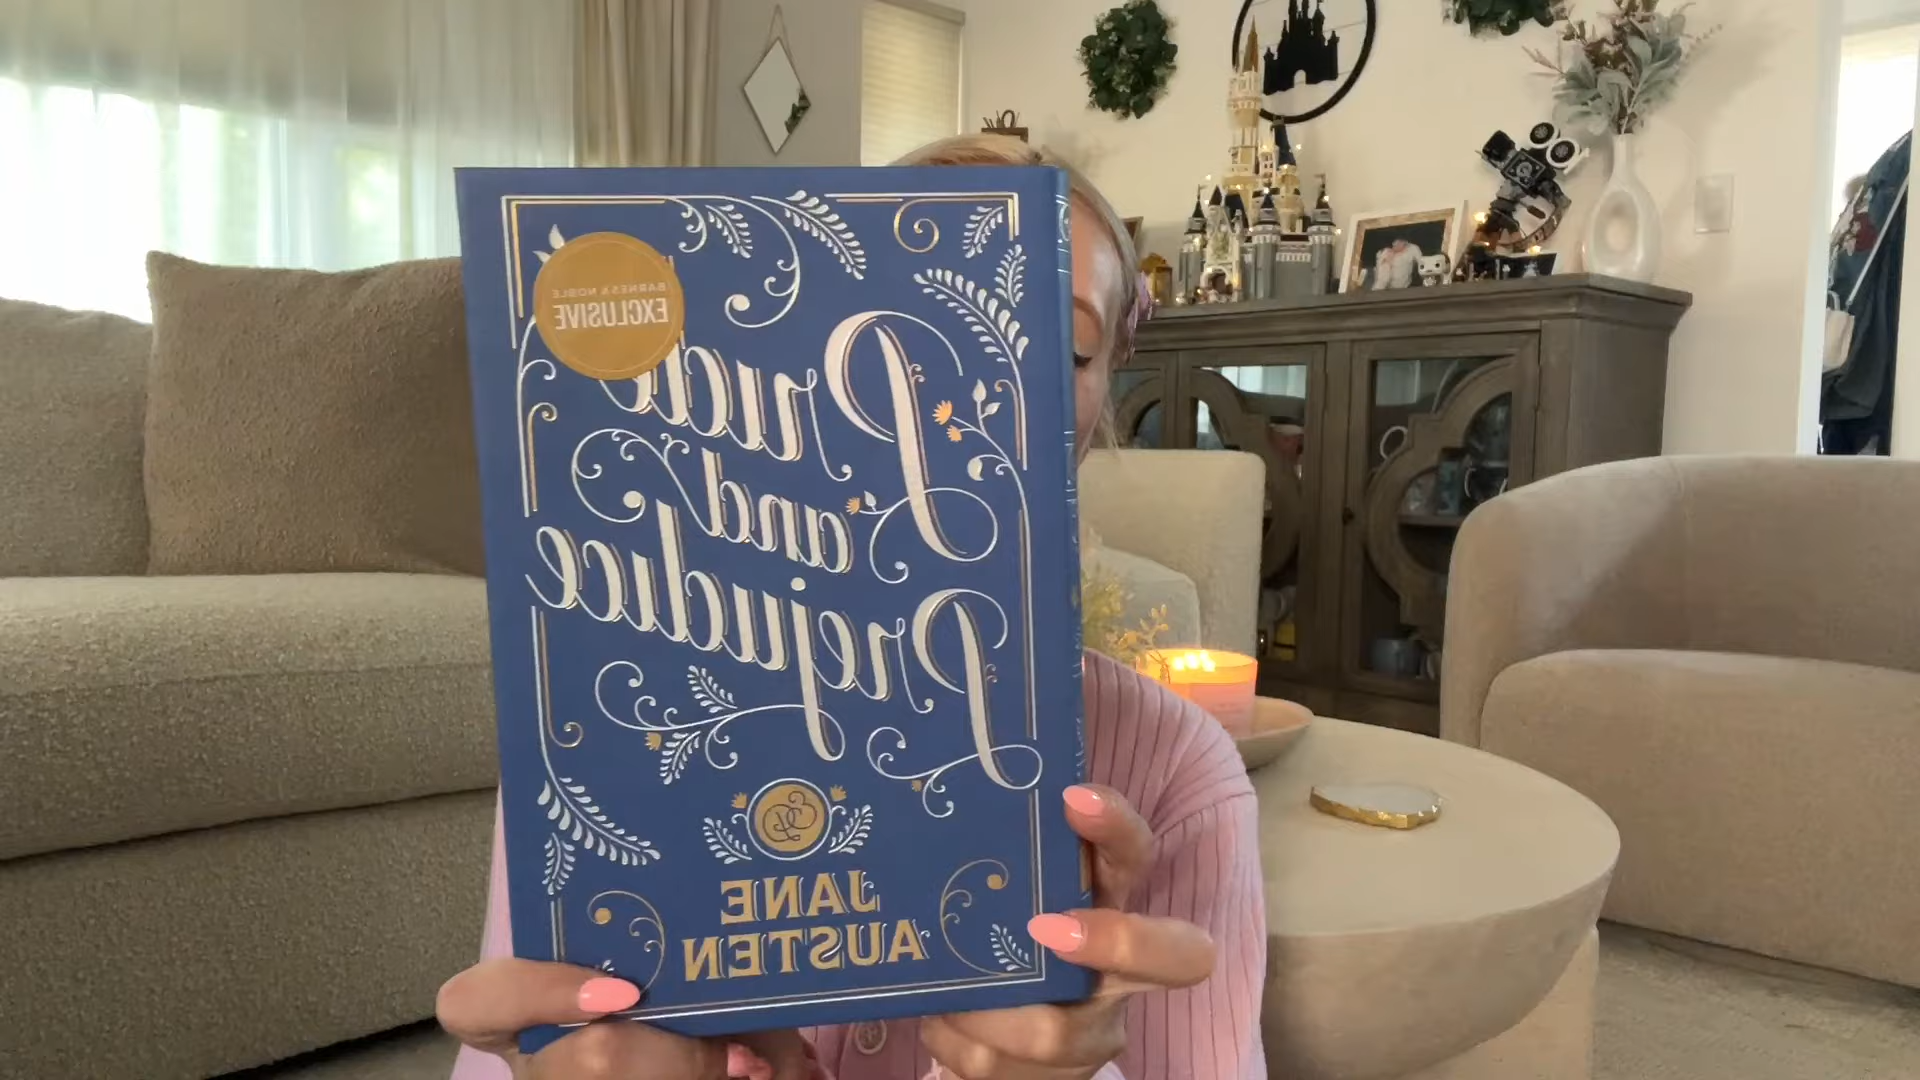 BARNES & NOBLE
EXCLUSIVE
Pride
and
Prejudice
JANE
AUSTEN